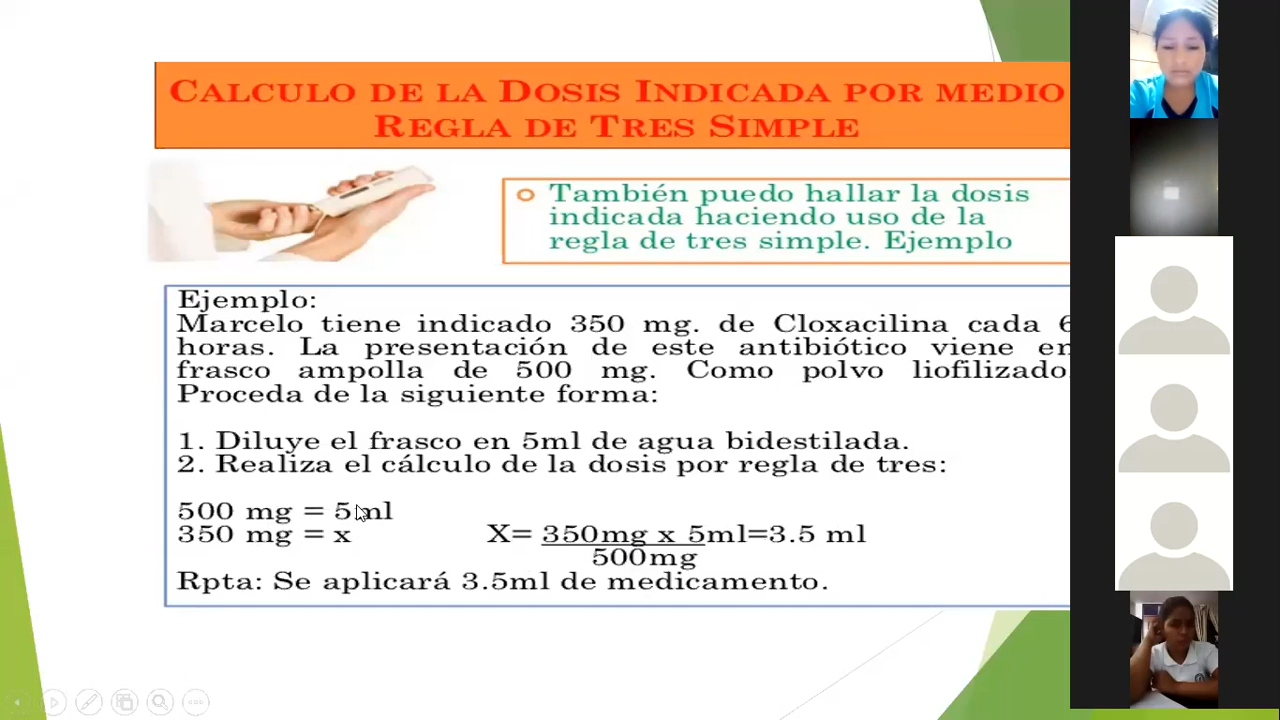 CALCULO DE LA DOSIS INDICADA POR MEDIO
REGLA DE TRES SIMPLE
También puedo hallar la dosis
indicada haciendo uso de la
regla de tres simple. Ejemplo
Ejemplo:
Marcelo tiene indicado 350 mg. de Cloxacilina cada 6
horas. La presentación de este antibiótico viene en
frasco ampolla de 500 mg. Como polvo liofilizado.
Proceda de la siguiente forma:
1. Diluye el frasco en 5ml de agua bidestilada.
2. Realiza el cálculo de la dosis por regla de tres:
500 mg = 5ml
350 mg = x X= 350mg x 5ml=3.5 ml
500mg
Rpta: Se aplicará 3.5ml de medicamento.